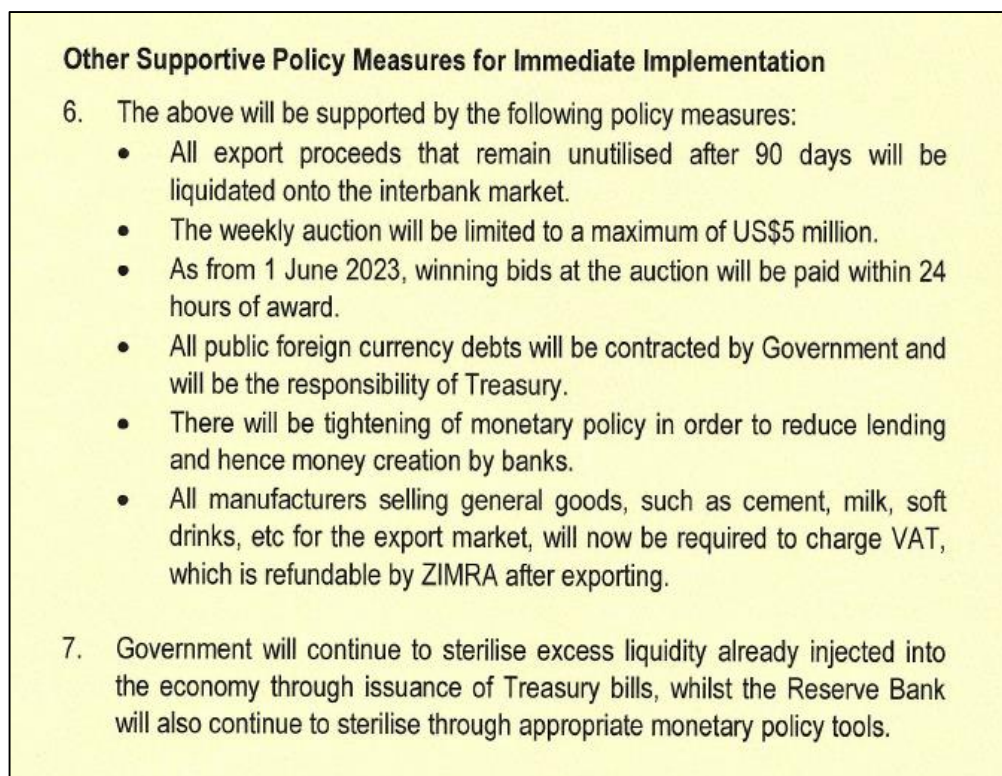 Other Supportive Policy Measures for Immediate Implementation
6. The above will be supported by the following policy measures:
• All export proceeds that remain unutilised after 90 days will be
liquidated onto the interbank market.
• The weekly auction will be limited to a maximum of US$5 million.
• As from 1 June 2023, winning bids at the auction will be paid within 24
hours of award.
• All public foreign currency debts will be contracted by Government and
will be the responsibility of Treasury.
• There will be tightening of monetary policy in order to reduce lending
and hence money creation by banks.
• All manufacturers selling general goods, such as cement, milk, soft
drinks, etc for the export market, will now be required to charge VAT,
which is refundable by ZIMRA after exporting.
7. Government will continue to sterilise excess liquidity already injected into
the economy through issuance of Treasury bills, whilst the Reserve Bank
will also continue to sterilise through appropriate monetary policy tools.